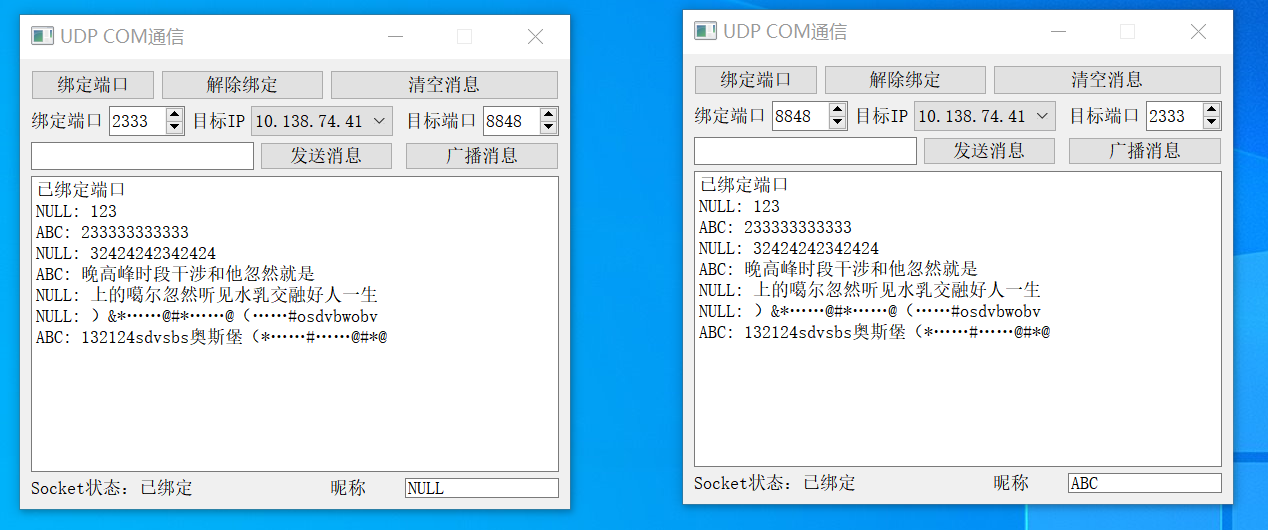 UDP COM通信
绑定端口 解除绑定 清空消息
绑定端口 2333 目标IP 10.138.74.41 目标端口 8848
发送消息 广播消息
已绑定端口
NULL: 123
ABC: 233333333333
NULL: 32424242342424
ABC: 晚高峰时段干涉和他忽然就是
NULL: 上的噶尔忽然听见水乳交融好人一生
NULL: ）&*……@#*……@（……#osdvbwobv
ABC: 132124sdvsbs奥斯堡（*……#……@#*@
Socket状态：已绑定 昵称 NULL
UDP COM通信
绑定端口 解除绑定 清空消息
绑定端口 8848 目标IP 10.138.74.41 目标端口 2333
发送消息 广播消息
已绑定端口
NULL: 123
ABC: 233333333333
NULL: 32424242342424
ABC: 晚高峰时段干涉和他忽然就是
NULL: 上的噶尔忽然听见水乳交融好人一生
NULL: ）&*……@#*……@（……#osdvbwobv
ABC: 132124sdvsbs奥斯堡（*……#……@#*@
Socket状态：已绑定 昵称 ABC